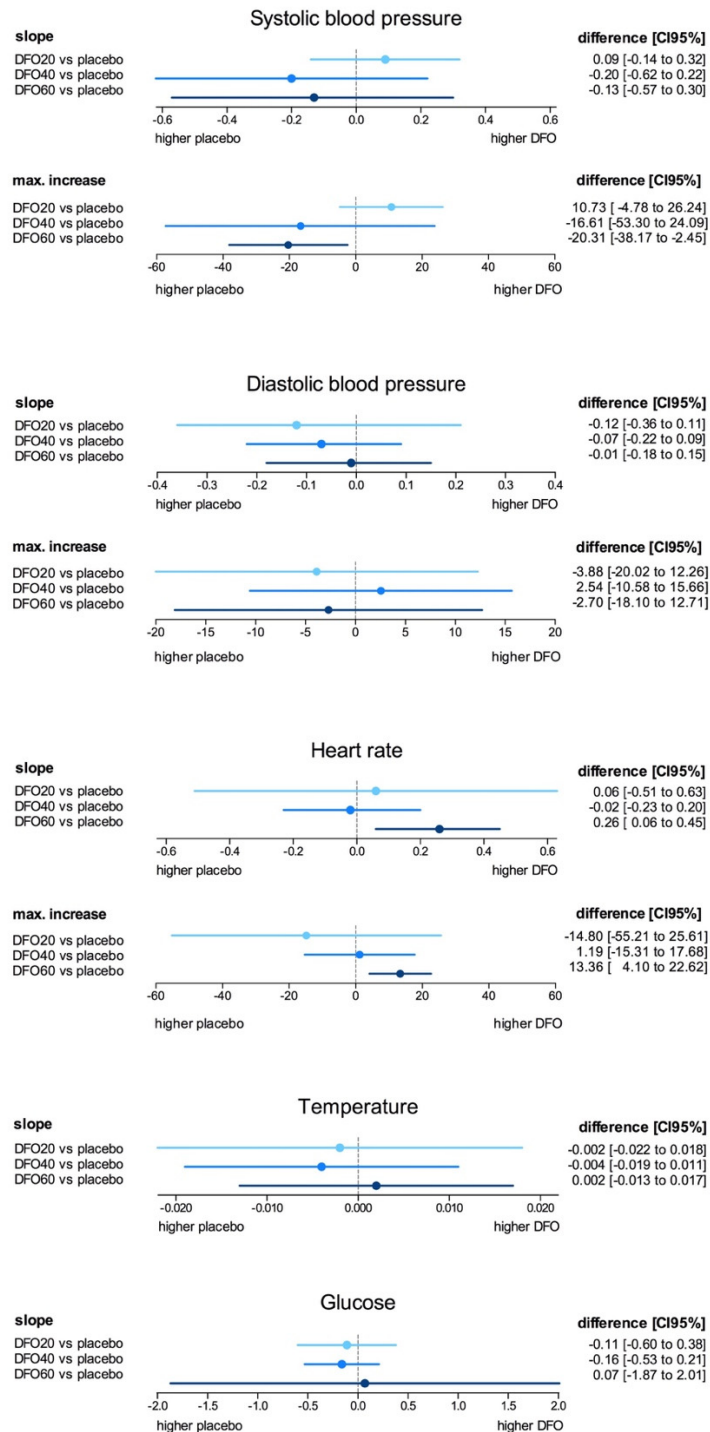 Systolic blood pressure
slope difference [CI95%]
DFO20 vs placebo 0.09 [-0.14 to 0.32]
DFO40 vs placebo -0.20 [-0.62 to 0.22]
DFO60 vs placebo -0.13 [-0.57 to 0.30]
-0.6 -0.4 -0.2 0.0 0.2 0.4 0.6
higher placebo higher DFO
max. increase difference [CI95%]
DFO20 vs placebo 10.73 [ -4.78 to 26.24]
DFO40 vs placebo -16.61 [-53.30 to 24.09]
DFO60 vs placebo -20.31 [-38.17 to -2.45]
-60 -40 -20 0 20 40 60
higher placebo higher DFO
Diastolic blood pressure
slope difference [CI95%]
DFO20 vs placebo -0.12 [-0.36 to 0.11]
DFO40 vs placebo -0.07 [-0.22 to 0.09]
DFO60 vs placebo -0.01 [-0.18 to 0.15]
-0.4 -0.3 -0.2 -0.1 0.0 0.1 0.2 0.3 0.4
higher placebo higher DFO
max. increase difference [CI95%]
DFO20 vs placebo -3.88 [-20.02 to 12.26]
DFO40 vs placebo 2.54 [-10.58 to 15.66]
DFO60 vs placebo -2.70 [-18.10 to 12.71]
-20 -15 -10 -5 0 5 10 15 20
higher placebo higher DFO
Heart rate
slope difference [CI95%]
DFO20 vs placebo 0.06 [-0.51 to 0.63]
DFO40 vs placebo -0.02 [-0.23 to 0.20]
DFO60 vs placebo 0.26 [ 0.06 to 0.45]
-0.6 -0.4 -0.2 0.0 0.2 0.4 0.6
higher placebo higher DFO
max. increase difference [CI95%]
DFO20 vs placebo -14.80 [-55.21 to 25.61]
DFO40 vs placebo 1.19 [-15.31 to 17.68]
DFO60 vs placebo 13.36 [ 4.10 to 22.62]
-60 -40 -20 0 20 40 60
higher placebo higher DFO
Temperature
slope difference [CI95%]
DFO20 vs placebo -0.002 [-0.022 to 0.018]
DFO40 vs placebo -0.004 [-0.019 to 0.011]
DFO60 vs placebo 0.002 [-0.013 to 0.017]
-0.020 -0.010 0.000 0.010 0.020
higher placebo higher DFO
Glucose
slope difference [CI95%]
DFO20 vs placebo -0.11 [-0.60 to 0.38]
DFO40 vs placebo -0.16 [-0.53 to 0.21]
DFO60 vs placebo 0.07 [-1.87 to 2.01]
-2.0 -1.5 -1.0 -0.5 0.0 0.5 1.0 1.5 2.0
higher placebo higher DFO